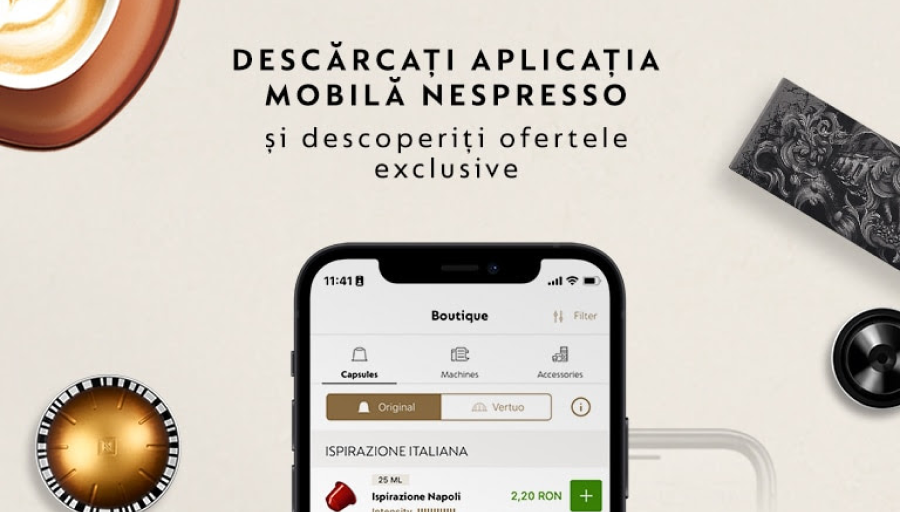 DESCĂRCAȚI APLICAȚIA
MOBILĂ NESPRESSO
și descoperiți ofertele
exclusive
11:41
Boutique
Filter
Capsules
Machines
Accessories
Original
Vertuo
ISPIRAZIONE ITALIANA
25 ML
Ispirazione Napoli
2,20 RON
Intensity